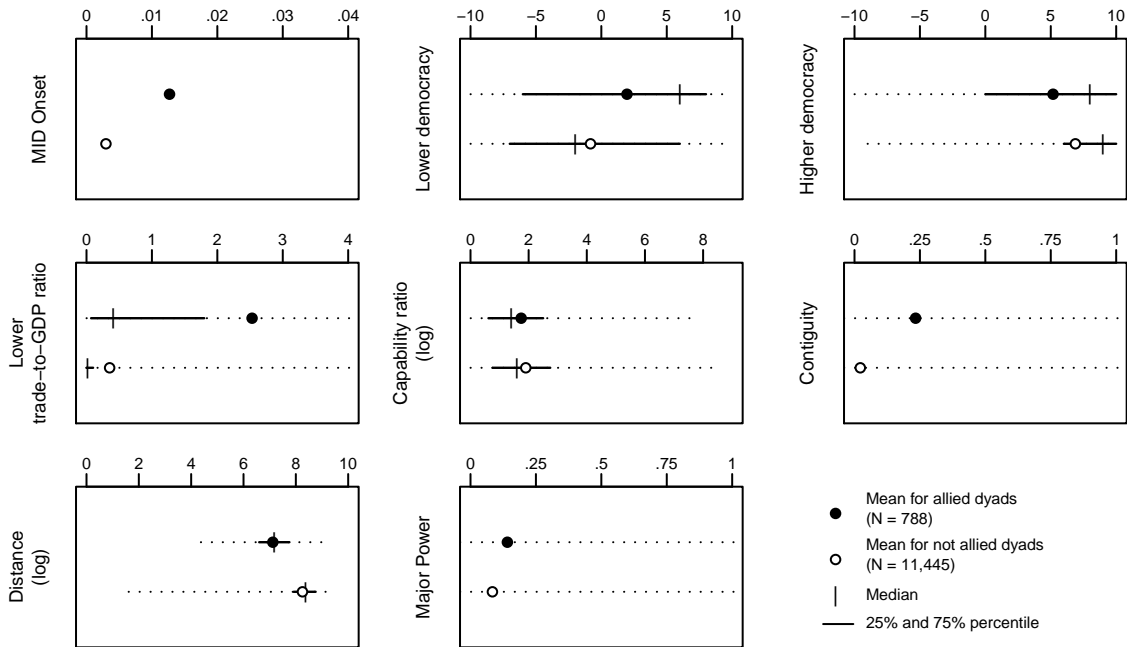 0 .01 .02 .03 .04
MID Onset
−10 −5 0 5 10
Lower democracy
−10 −5 0 5 10
Higher democracy
0 1 2 3 4
Lower
trade−to−GDP ratio
0 2 4 6 8
Capability ratio
(log)
0 .25 .5 .75 1
Contiguity
0 2 4 6 8 10
Distance
(log)
0 .25 .5 .75 1
Major Power
Mean for allied dyads
(N = 788)
Mean for not allied dyads
(N = 11,445)
Median
25% and 75% percentile